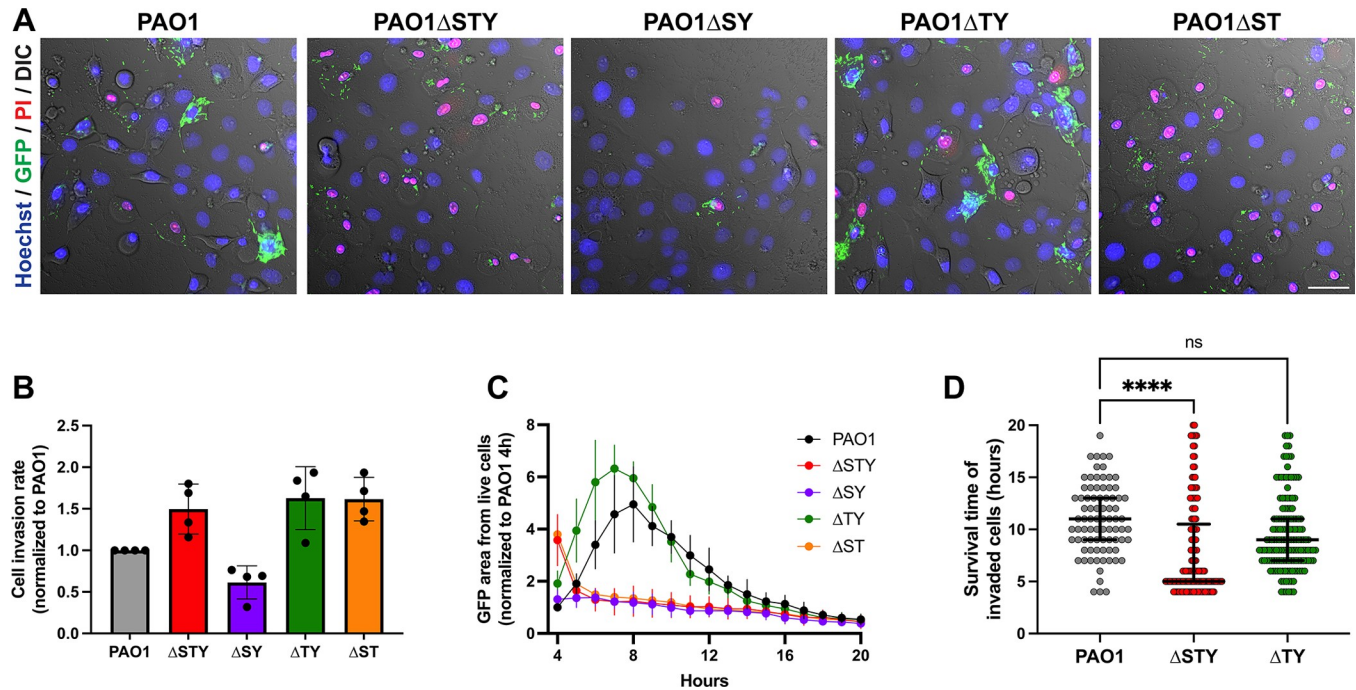 A
PAO1
PAO1ΔSTY
PAO1ΔSY
PAO1ΔTY
PAO1ΔST
Hoechst / GFP / PI / DIC
B
Cell invasion rate
(normalized to PAO1)
2.5
2.0
1.5
1.0
0.5
0.0
PAO1
ΔSTY
ΔSY
ΔTY
ΔST
C
GFP area from live cells
(normalized to PAO1 4h)
8
6
4
2
0
4
8
12
16
20
Hours
PAO1
ΔSTY
ΔSY
ΔTY
ΔST
D
Survival time of
invaded cells (hours)
20
15
10
5
0
ns
****
PAO1
ΔSTY
ΔTY